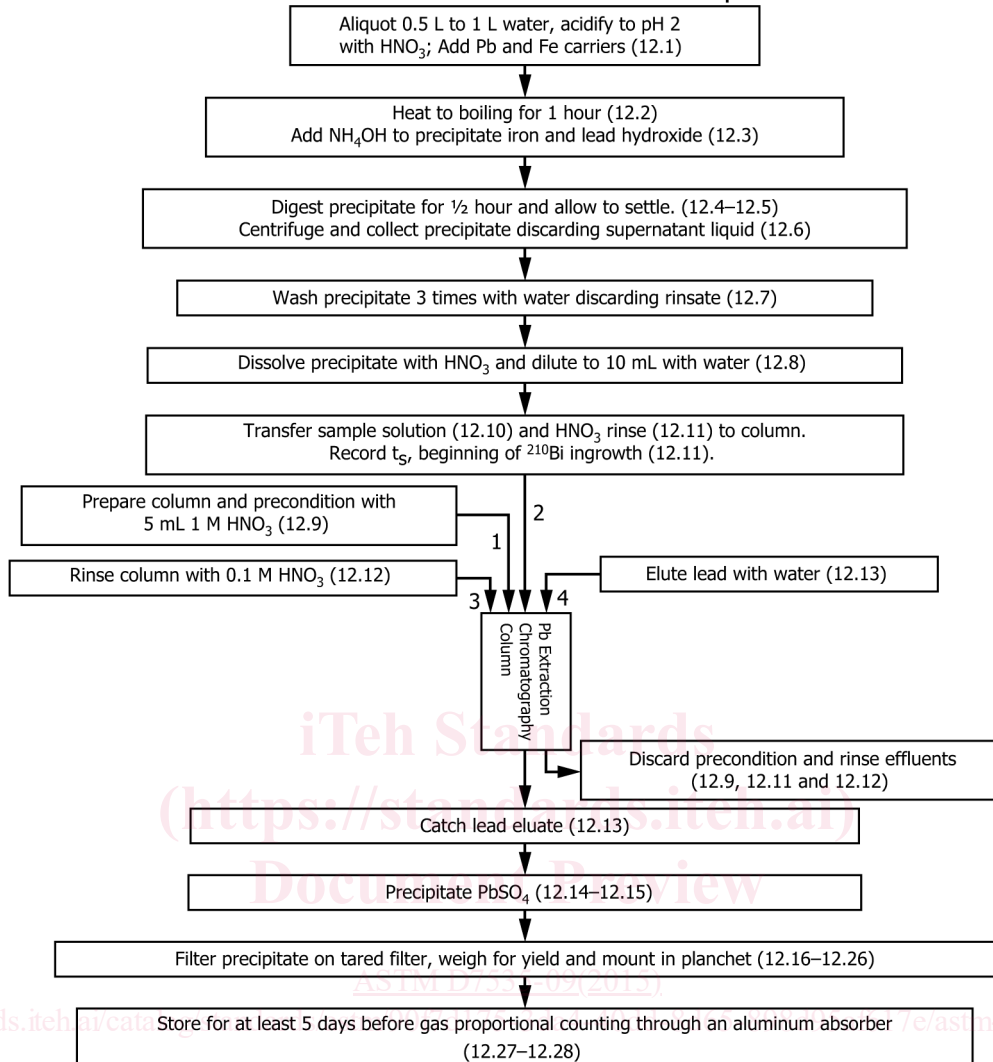 Aliquot 0.5 L to 1 L water, acidify to pH 2
with HNO₃; Add Pb and Fe carriers (12.1)
Heat to boiling for 1 hour (12.2)
Add NH₄OH to precipitate iron and lead hydroxide (12.3)
Digest precipitate for ½ hour and allow to settle. (12.4–12.5)
Centrifuge and collect precipitate discarding supernatant liquid (12.6)
Wash precipitate 3 times with water discarding rinsate (12.7)
Dissolve precipitate with HNO₃ and dilute to 10 mL with water (12.8)
Transfer sample solution (12.10) and HNO₃ rinse (12.11) to column.
Record tₛ, beginning of ²¹⁰Bi ingrowth (12.11).
Prepare column and precondition with
5 mL 1 M HNO₃ (12.9)
1
2
Rinse column with 0.1 M HNO₃ (12.12)
3
4
Elute lead with water (12.13)
Pb Extraction
Chromatography
Column
iTeh Standards
Discard precondition and rinse effluents
(12.9, 12.11 and 12.12)
(https://standards.iteh.ai)
Catch lead eluate (12.13)
Document Preview
Precipitate PbSO₄ (12.14–12.15)
Filter precipitate on tared filter, weigh for yield and mount in planchet (12.16–12.26)
ASTM D7535-09(2015)
Store for at least 5 days before gas proportional counting through an aluminum absorber
(12.27–12.28)